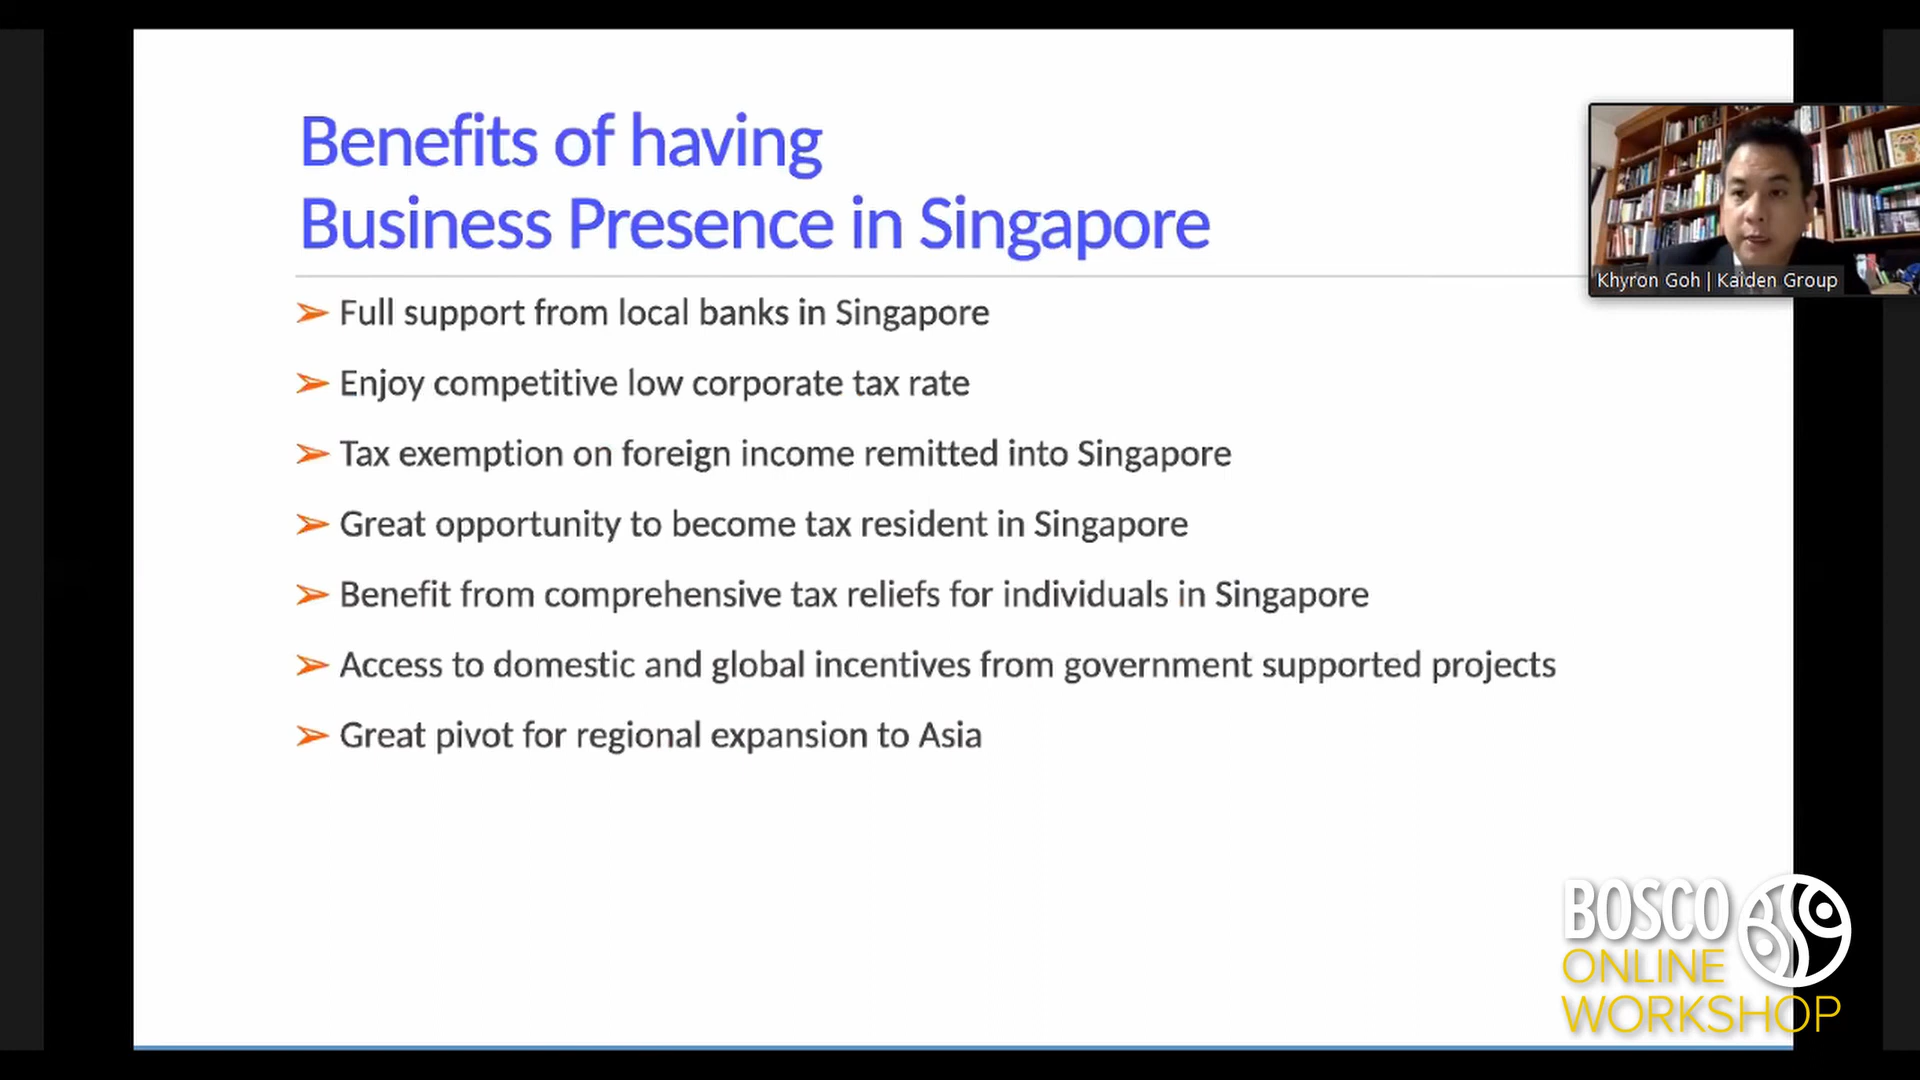 Benefits of having
Business Presence in Singapore
Khyron Goh | Kaiden Group
➢ Full support from local banks in Singapore
➢ Enjoy competitive low corporate tax rate
➢ Tax exemption on foreign income remitted into Singapore
➢ Great opportunity to become tax resident in Singapore
➢ Benefit from comprehensive tax reliefs for individuals in Singapore
➢ Access to domestic and global incentives from government supported projects
➢ Great pivot for regional expansion to Asia
BOSCO
ONLINE
WORKSHOP